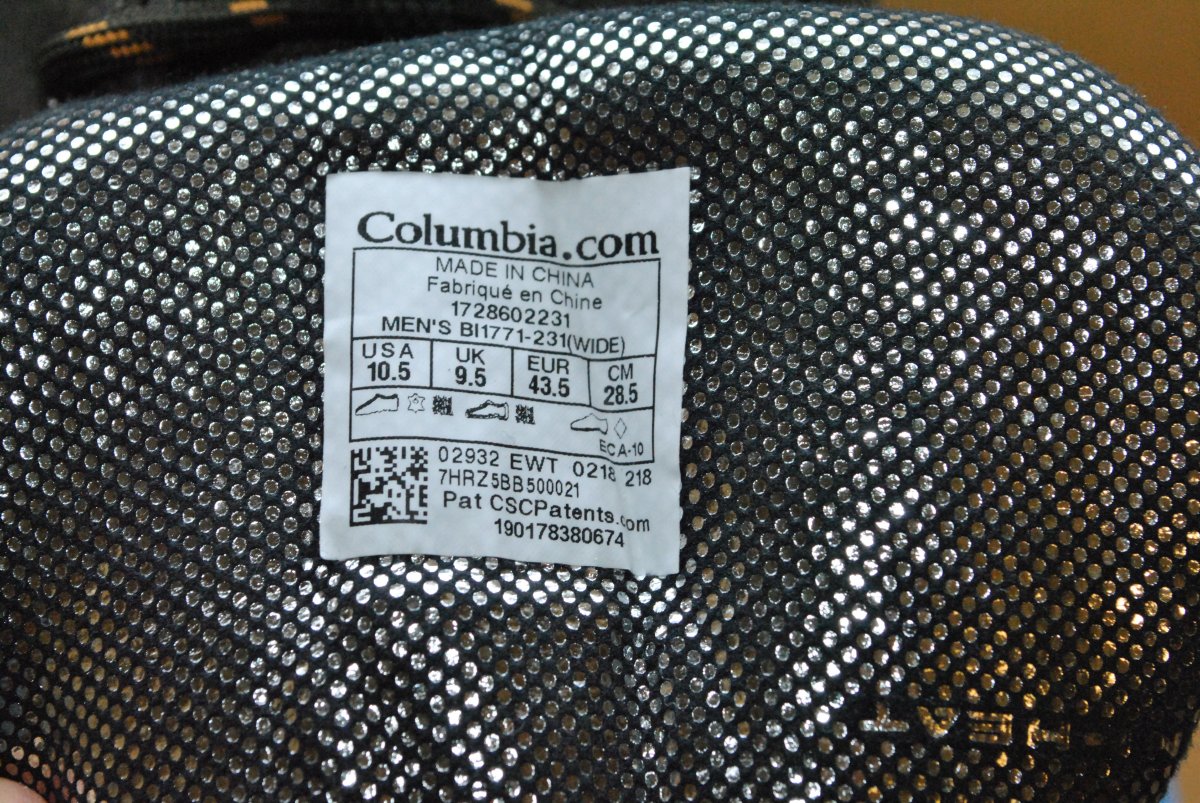 Columbia.com
MADE IN CHINA
Fabriqué en Chine
1728602231
MEN'S BI1771-231(WIDE)
USA UK EUR CM
10.5 9.5 43.5 28.5
EC A-10
02932 EWT 0218 218
7HRZ5BB500021
Pat CSCPatents.com
190178380674